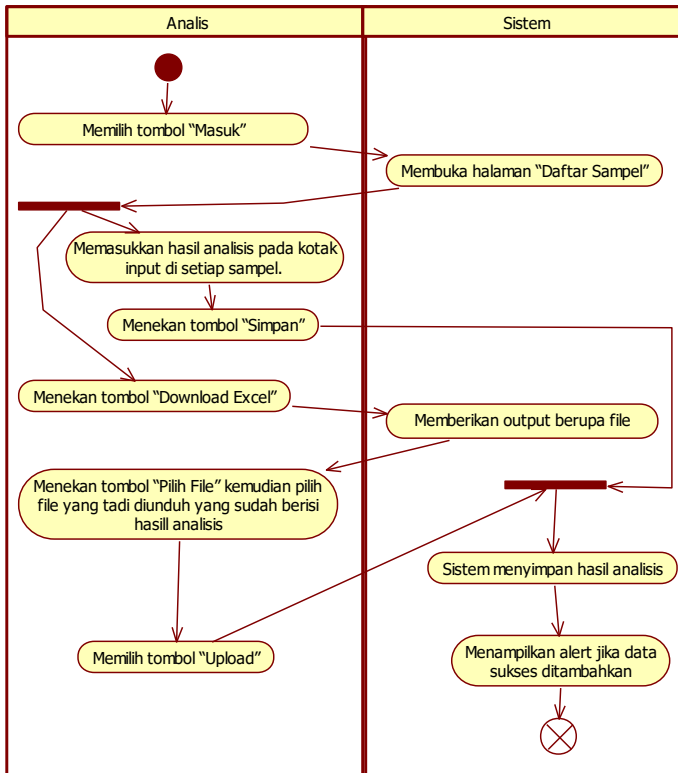 Analis
Sistem
Memilih tombol “Masuk”
Membuka halaman “Daftar Sampel”
Memasukkan hasil analisis pada kotak
input di setiap sampel.
Menekan tombol “Simpan”
Menekan tombol “Download Excel”
Memberikan output berupa file
Menekan tombol “Pilih File” kemudian pilih
file yang tadi diunduh yang sudah berisi
hasill analisis
Sistem menyimpan hasil analisis
Memilih tombol “Upload”
Menampilkan alert jika data
sukses ditambahkan